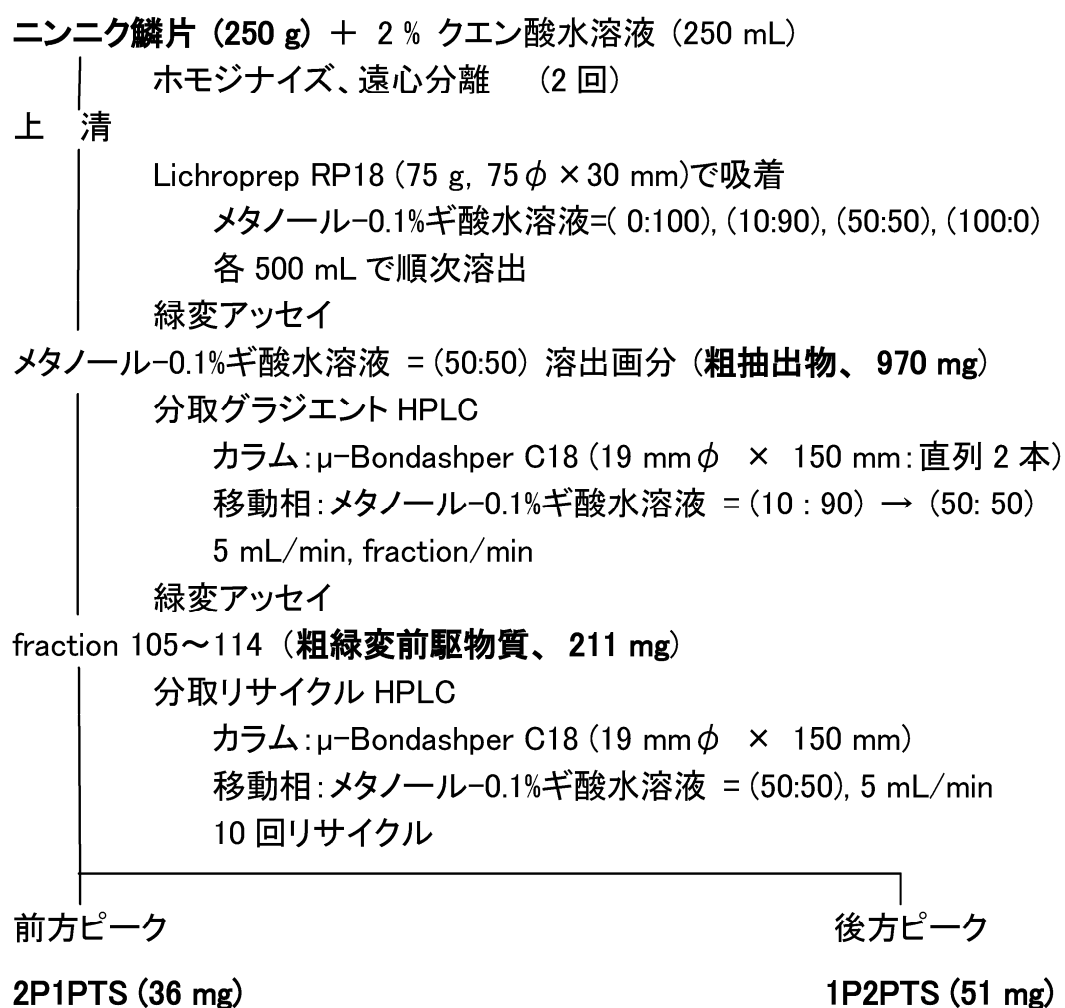 ニンニク鱗片 (250 g) ＋ 2 % クエン酸水溶液 (250 mL)
ホモジナイズ、遠心分離 (2 回)
上 清
Lichroprep RP18 (75 g, 75φ×30 mm)で吸着
メタノール-0.1%ギ酸水溶液=( 0:100), (10:90), (50:50), (100:0)
各 500 mL で順次溶出
緑変アッセイ
メタノール-0.1%ギ酸水溶液 = (50:50) 溶出画分 (粗抽出物、 970 mg)
分取グラジエント HPLC
カラム:μ-Bondashper C18 (19 mmφ × 150 mm:直列 2 本)
移動相:メタノール-0.1%ギ酸水溶液 = (10 : 90) → (50: 50)
5 mL/min, fraction/min
緑変アッセイ
fraction 105～114 (粗緑変前駆物質、 211 mg)
分取リサイクル HPLC
カラム:μ-Bondashper C18 (19 mmφ × 150 mm)
移動相:メタノール-0.1%ギ酸水溶液 = (50:50), 5 mL/min
10 回リサイクル
前方ピーク 後方ピーク
2P1PTS (36 mg) 1P2PTS (51 mg)